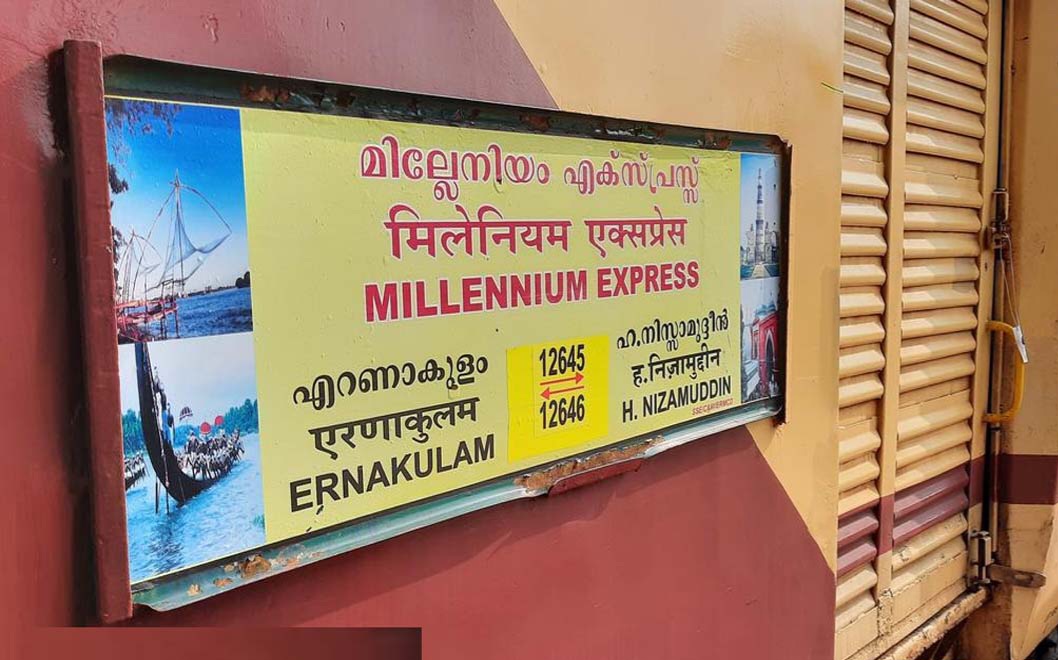 മില്ലേനിയം എക്സ്പ്രസ്സ്
मिलेनियम एक्सप्रेस
MILLENNIUM EXPRESS
എറണാകുളം
एरणाकुलम
ERNAKULAM
12645
12646
ഹ.നിസ്സാമുദ്ദീൻ
ह.निज़ामुद्दीन
H. NIZAMUDDIN